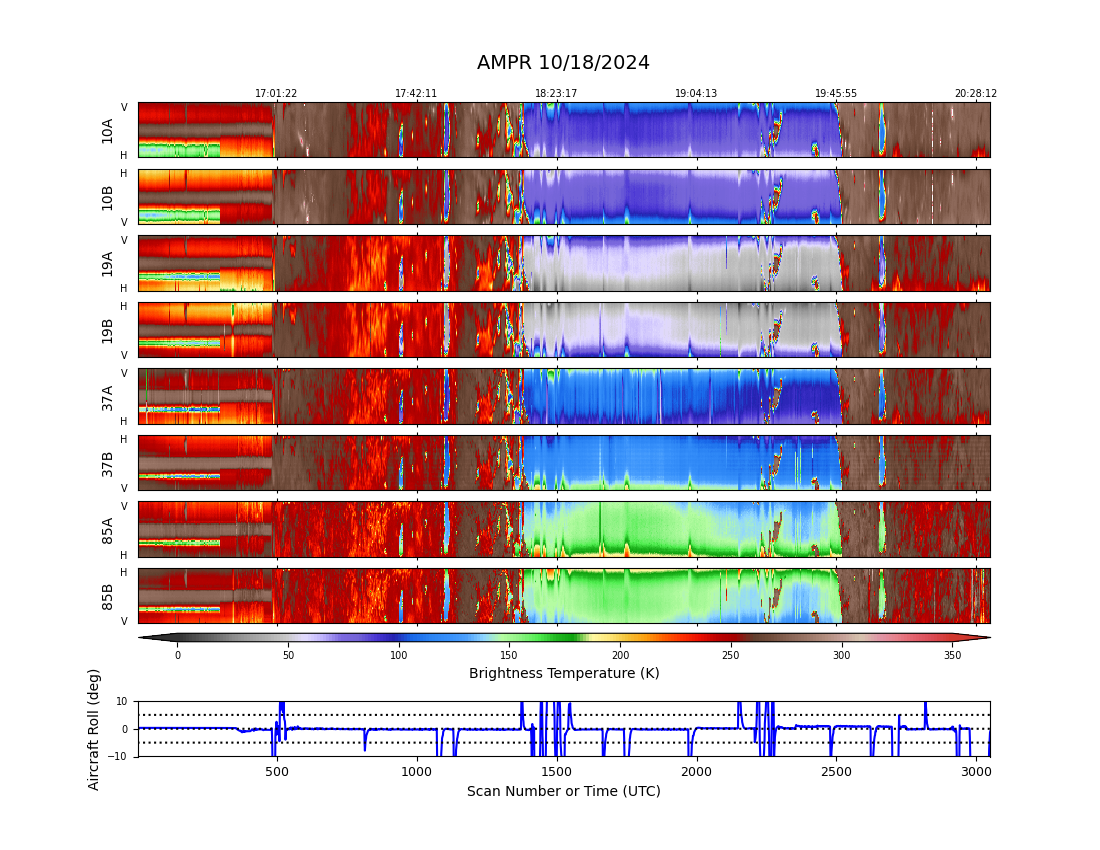 AMPR 10/18/2024
17:01:22 17:42:11 18:23:17 19:04:13 19:45:55 20:28:12
V
10A
H
H
10B
V
V
19A
H
H
19B
V
V
37A
H
H
37B
V
V
85A
H
H
85B
V
0 50 100 150 200 250 300 350
Brightness Temperature (K)
Aircraft Roll (deg)
10
0
−10
500 1000 1500 2000 2500 3000
Scan Number or Time (UTC)